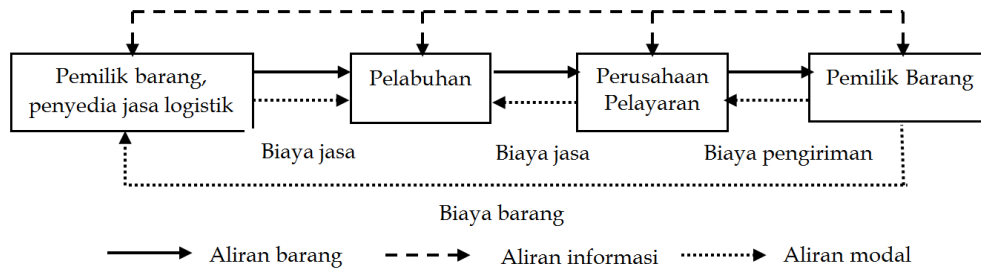 Pemilik barang,
penyedia jasa logistik
Pelabuhan
Perusahaan
Pelayaran
Pemilik Barang
Biaya jasa
Biaya jasa
Biaya pengiriman
Biaya barang
Aliran barang
Aliran informasi
Aliran modal